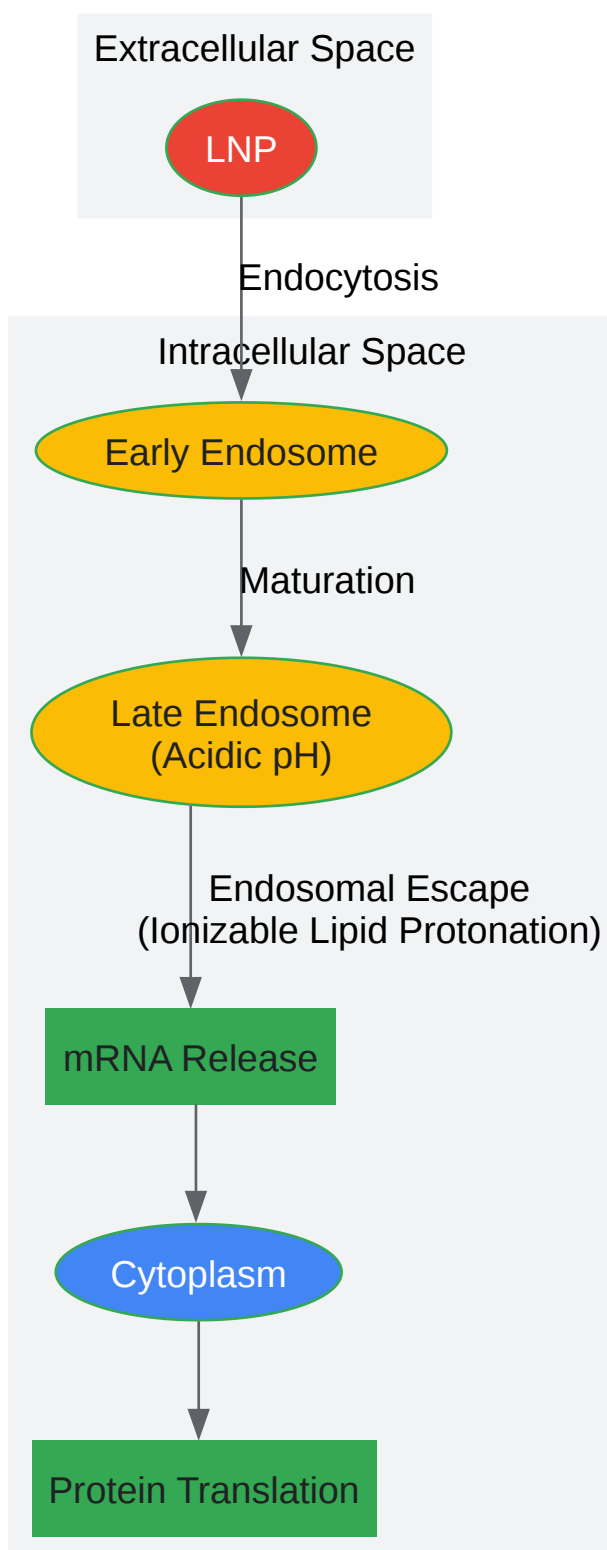 Extracellular Space
LNP
Endocytosis
Intracellular Space
Early Endosome
Maturation
Late Endosome
(Acidic pH)
Endosomal Escape
(Ionizable Lipid Protonation)
mRNA Release
Cytoplasm
Protein Translation